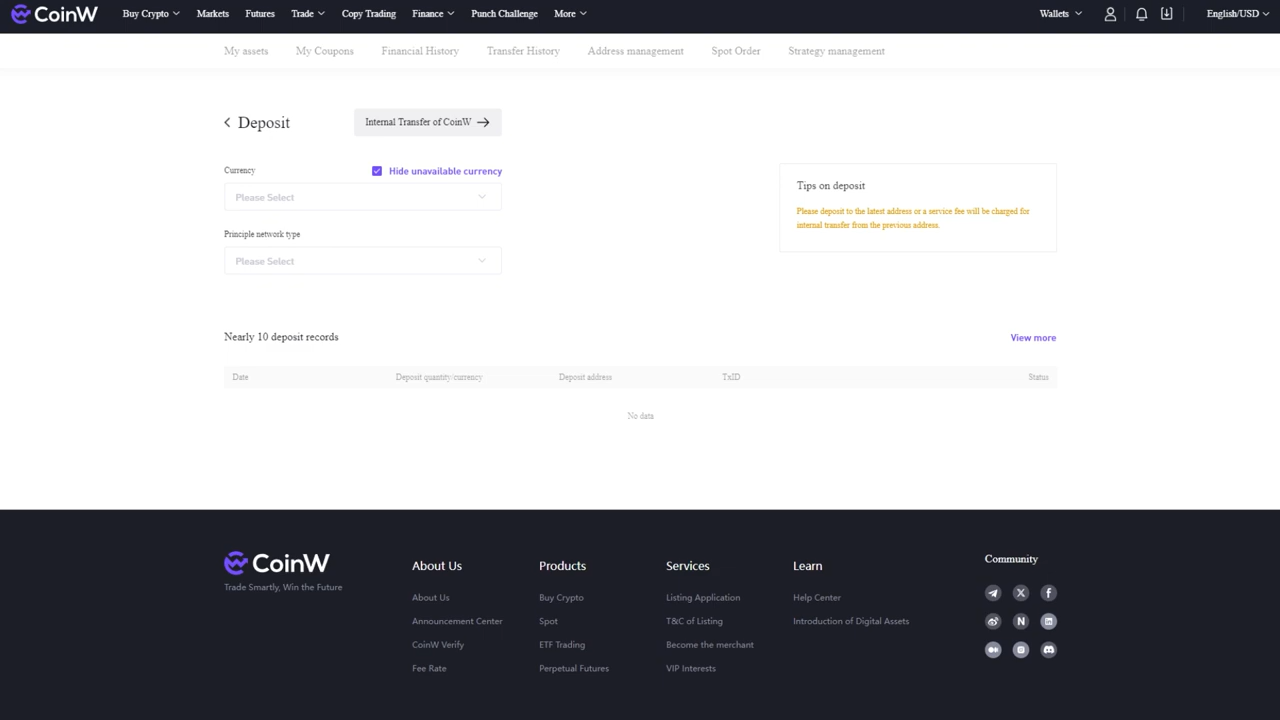 CoinW Buy Crypto Markets Futures Trade Copy Trading Finance Punch Challenge More Wallets English/USD
My assets My Coupons Financial History Transfer History Address management Spot Order Strategy management
Deposit Internal Transfer of CoinW
Currency Hide unavailable currency
Please Select
Principle network type
Please Select
Tips on deposit
Please deposit to the latest address or a service fee will be charged for
internal transfer from the previous address.
Nearly 10 deposit records View more
Date Deposit quantity/currency Deposit address TxID Status
No data
CoinW
Trade Smartly, Win the Future
About Us
About Us
Announcement Center
CoinW Verify
Fee Rate
Products
Buy Crypto
Spot
ETF Trading
Perpetual Futures
Services
Listing Application
T&C of Listing
Become the merchant
VIP Interests
Learn
Help Center
Introduction of Digital Assets
Community